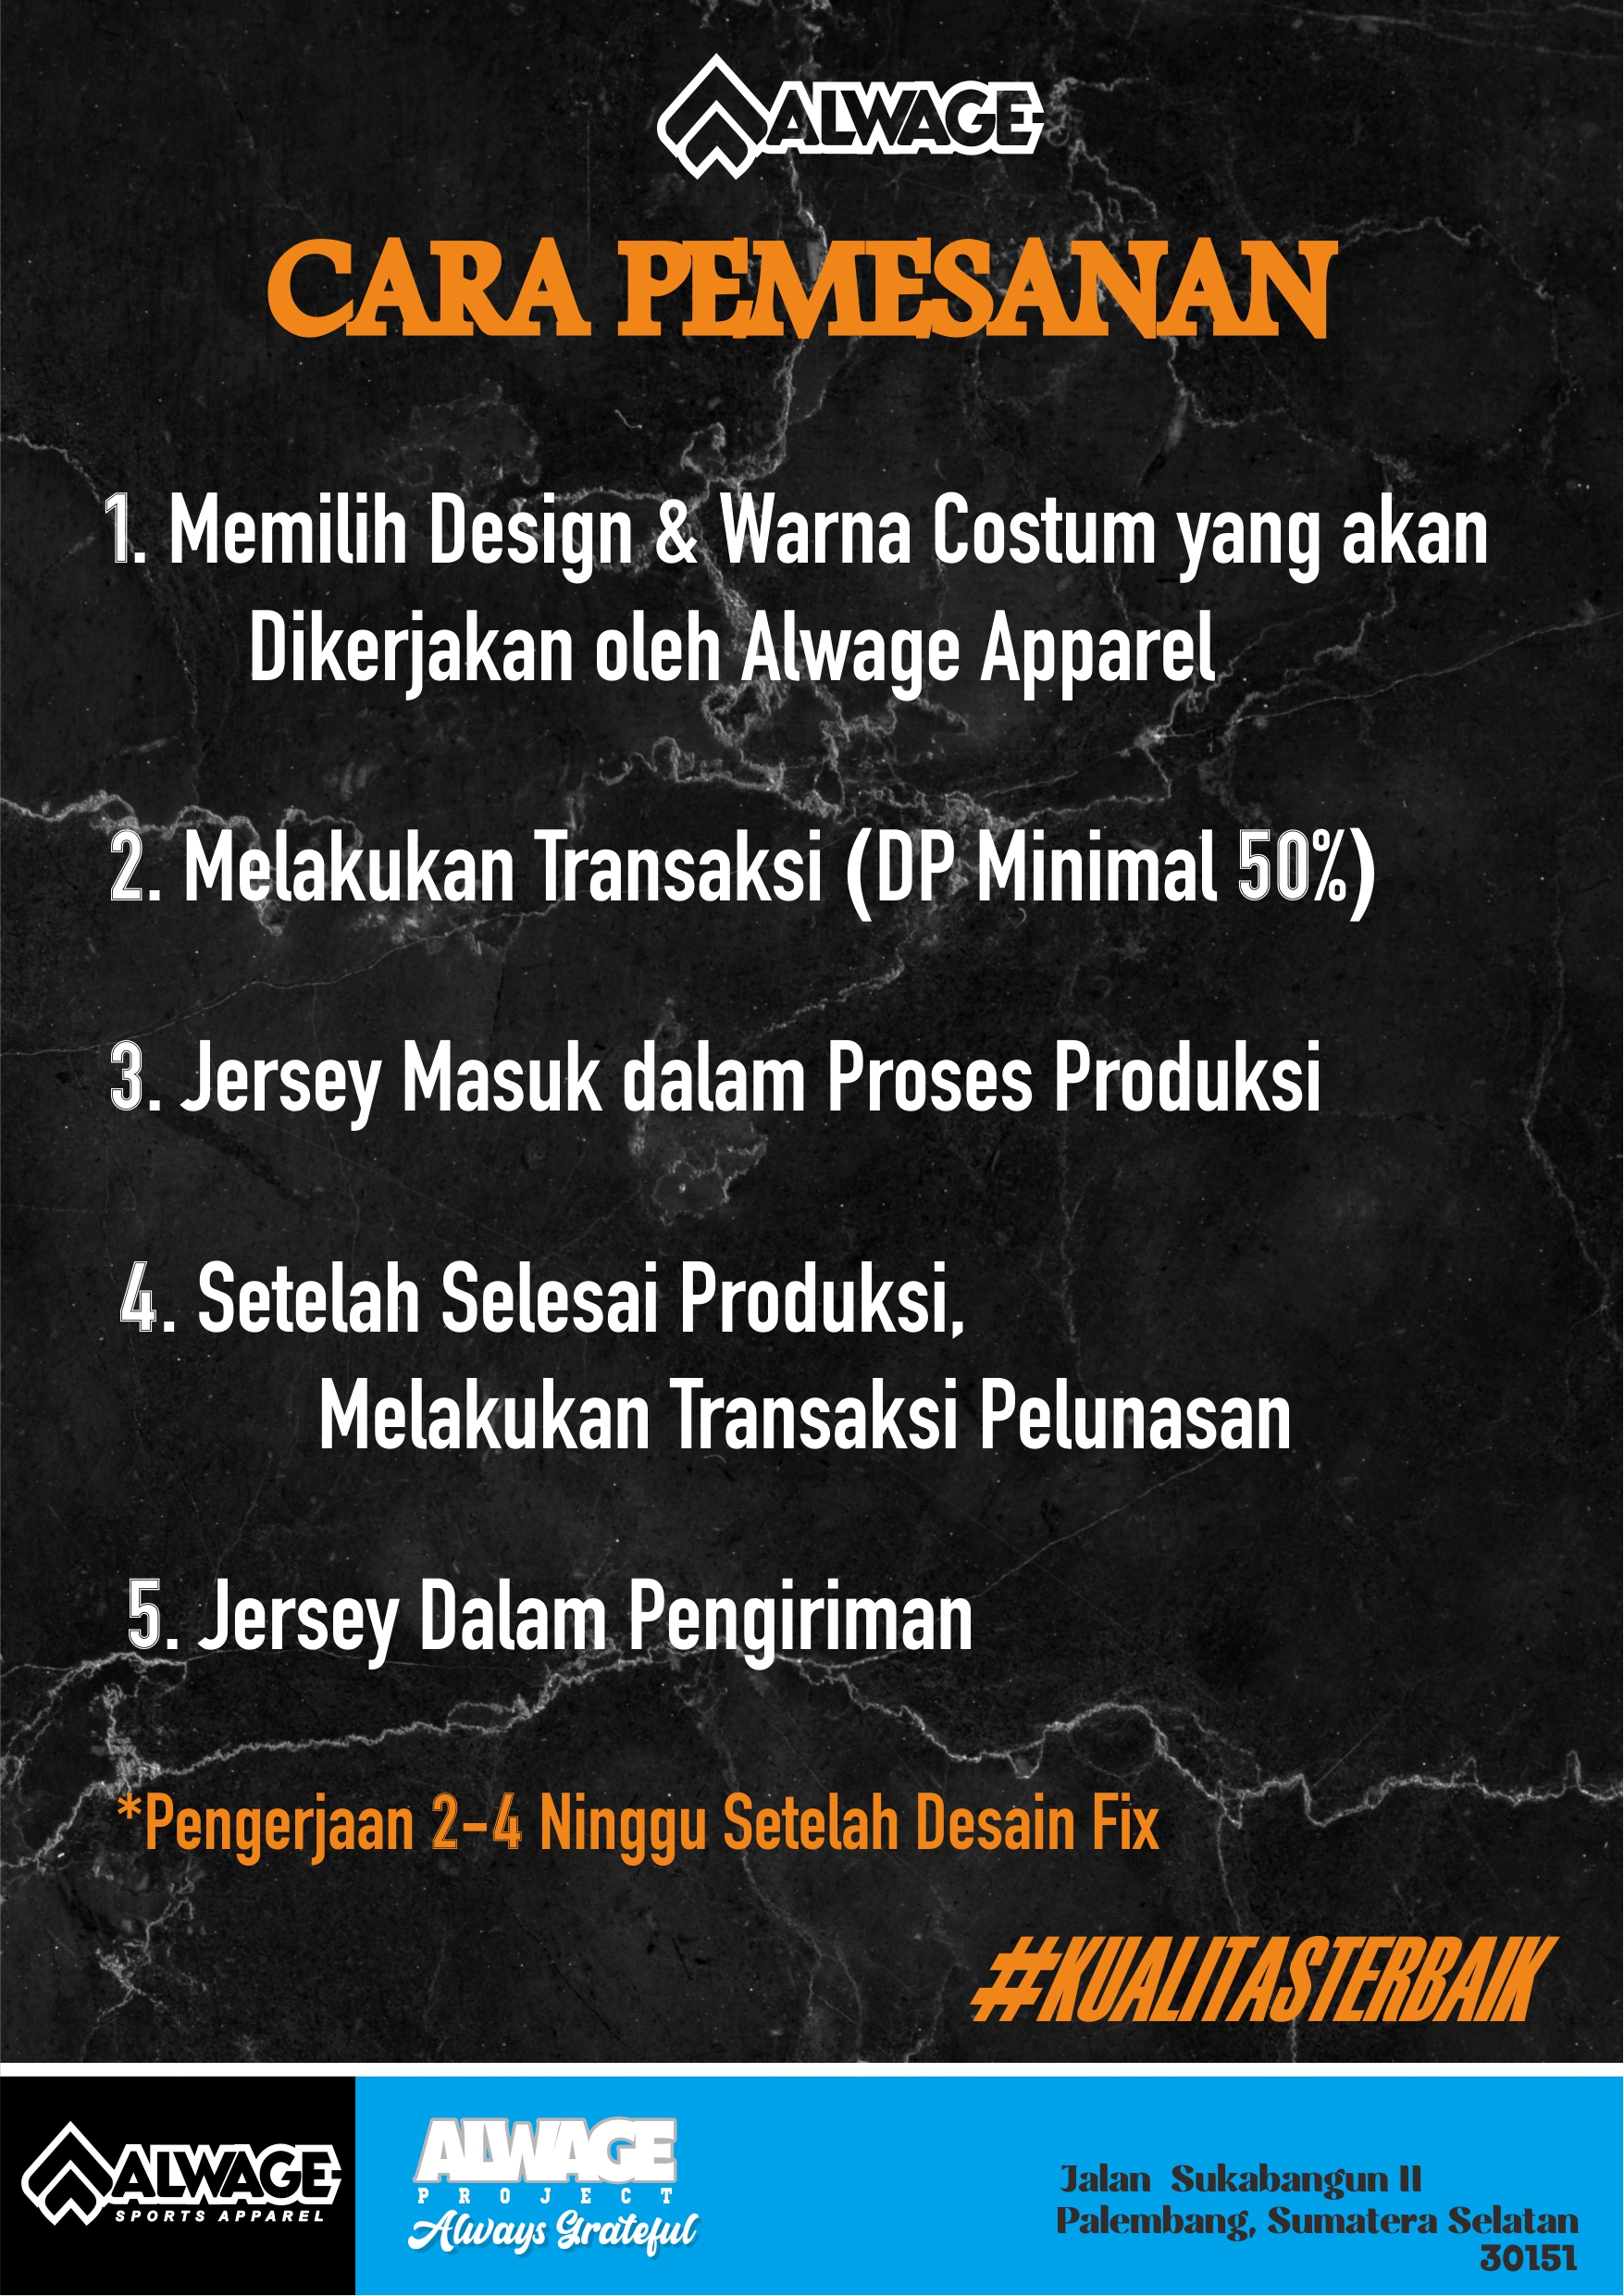 ALWAGE
CARA PEMESANAN
1. Memilih Design & Warna Costum yang akan
Dikerjakan oleh Alwage Apparel
2. Melakukan Transaksi (DP Minimal 50%)
3. Jersey Masuk dalam Proses Produksi
4. Setelah Selesai Produksi,
Melakukan Transaksi Pelunasan
5. Jersey Dalam Pengiriman
*Pengerjaan 2-4 Ninggu Setelah Desain Fix
#KUALITASTERBAIK
ALWAGE
SPORTS APPAREL
ALWAGE
PROJECT
Always Grateful
Jalan Sukabangun II
Palembang, Sumatera Selatan
30151